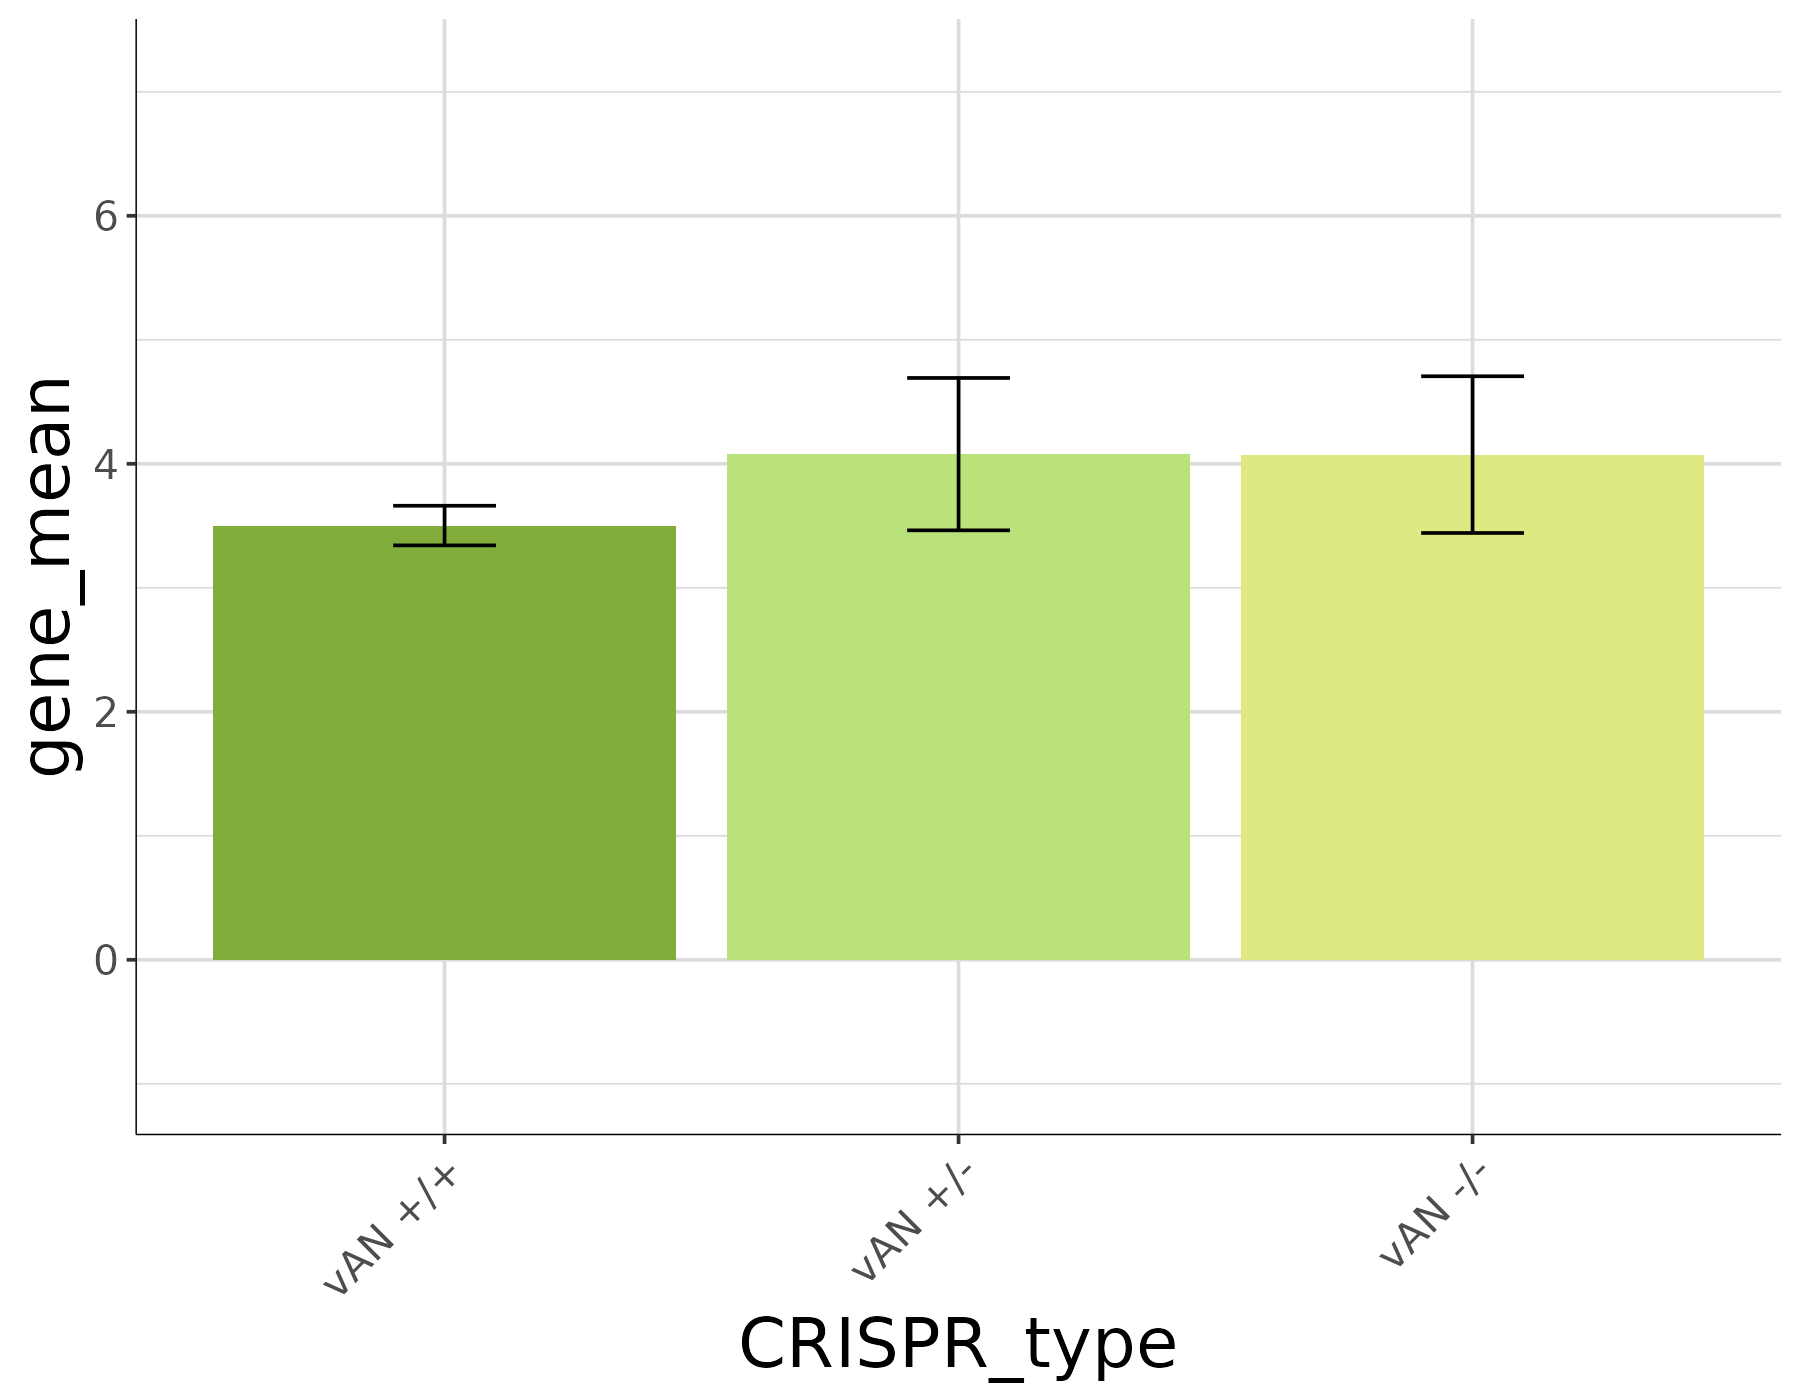 gene_mean
6
4
2
0
vAN +/+
vAN +/-
vAN -/-
CRISPR_type